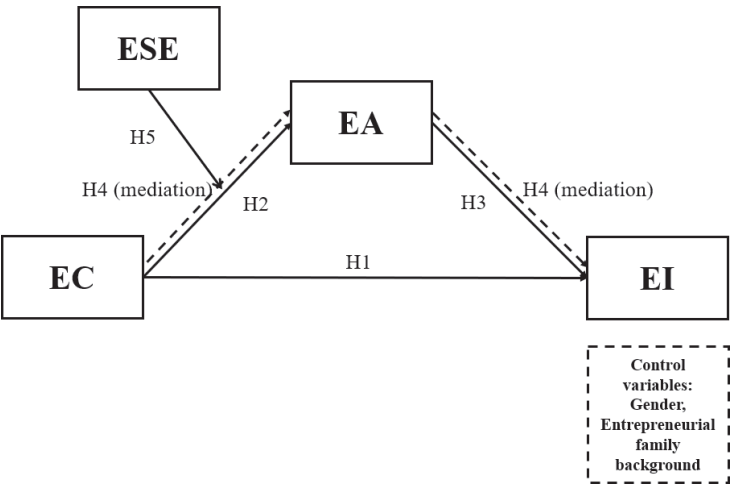 ESE
EA
H5
H4 (mediation)
H4 (mediation)
H2
H3
EC
H1
EI
Control
variables:
Gender,
Entrepreneurial
family
background